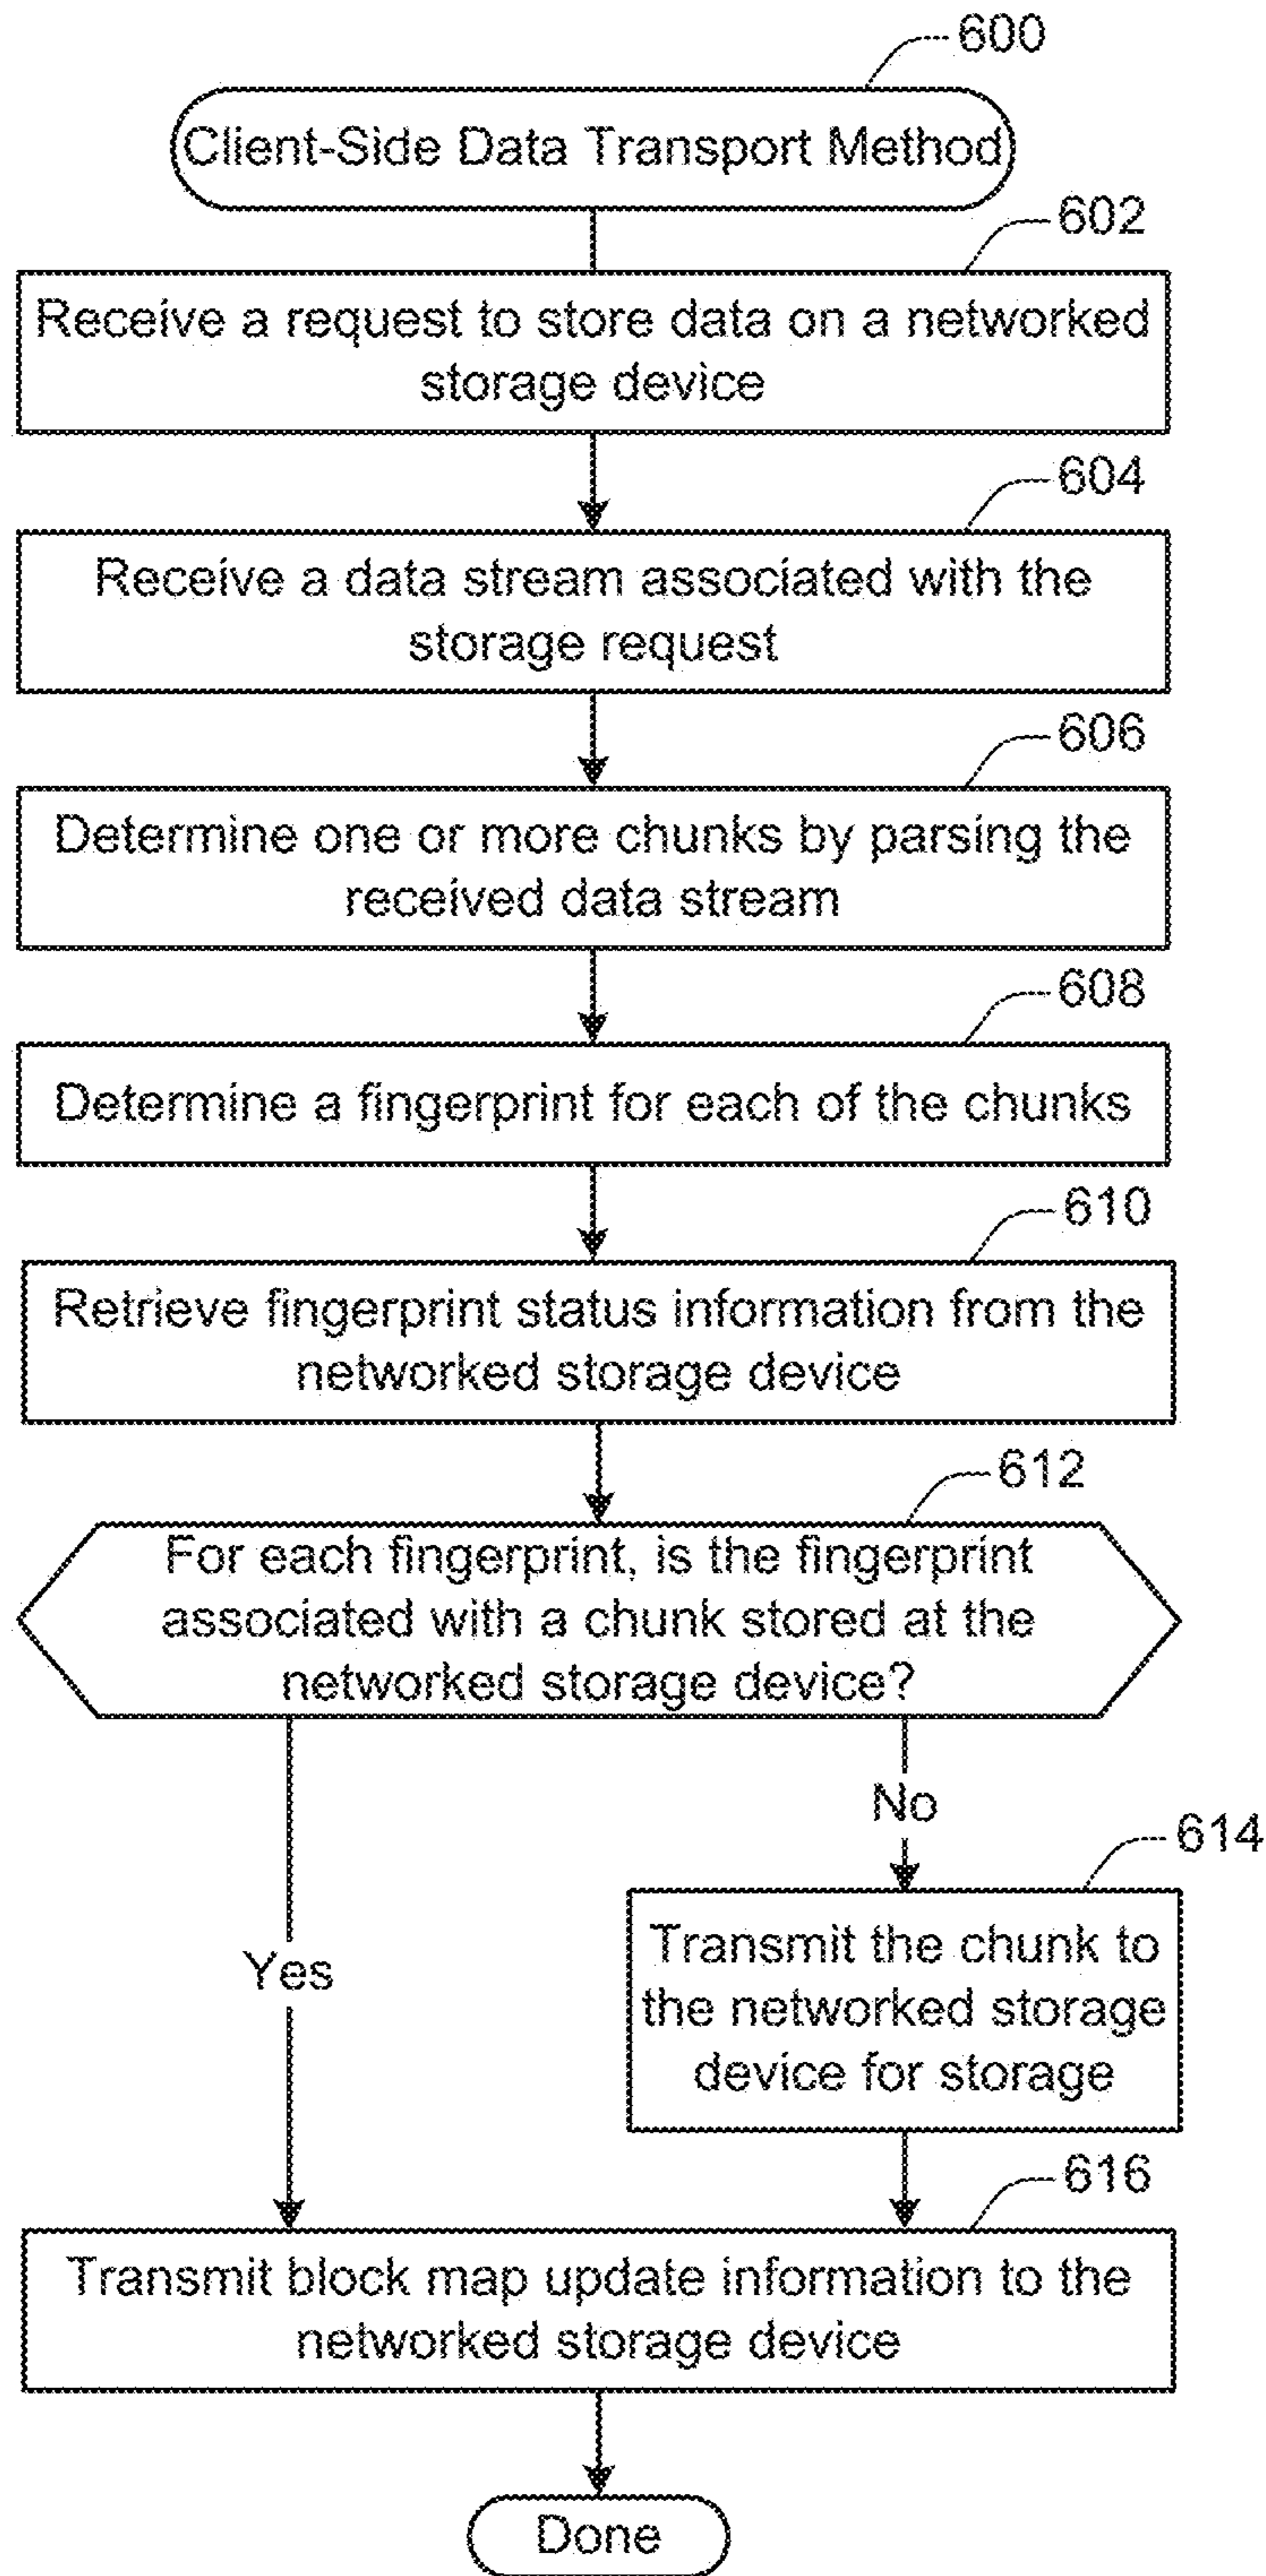 600
Client-Side Data Transport Method
602
Receive a request to store data on a networked
storage device
604
Receive a data stream associated with the
storage request
606
Determine one or more chunks by parsing the
received data stream
608
Determine a fingerprint for each of the chunks
610
Retrieve fingerprint status information from the
networked storage device
612
For each fingerprint, is the fingerprint
associated with a chunk stored at the
networked storage device?
No
614
Transmit the chunk to
the networked storage
device for storage
Yes
616
Transmit block map update information to the
networked storage device
Done